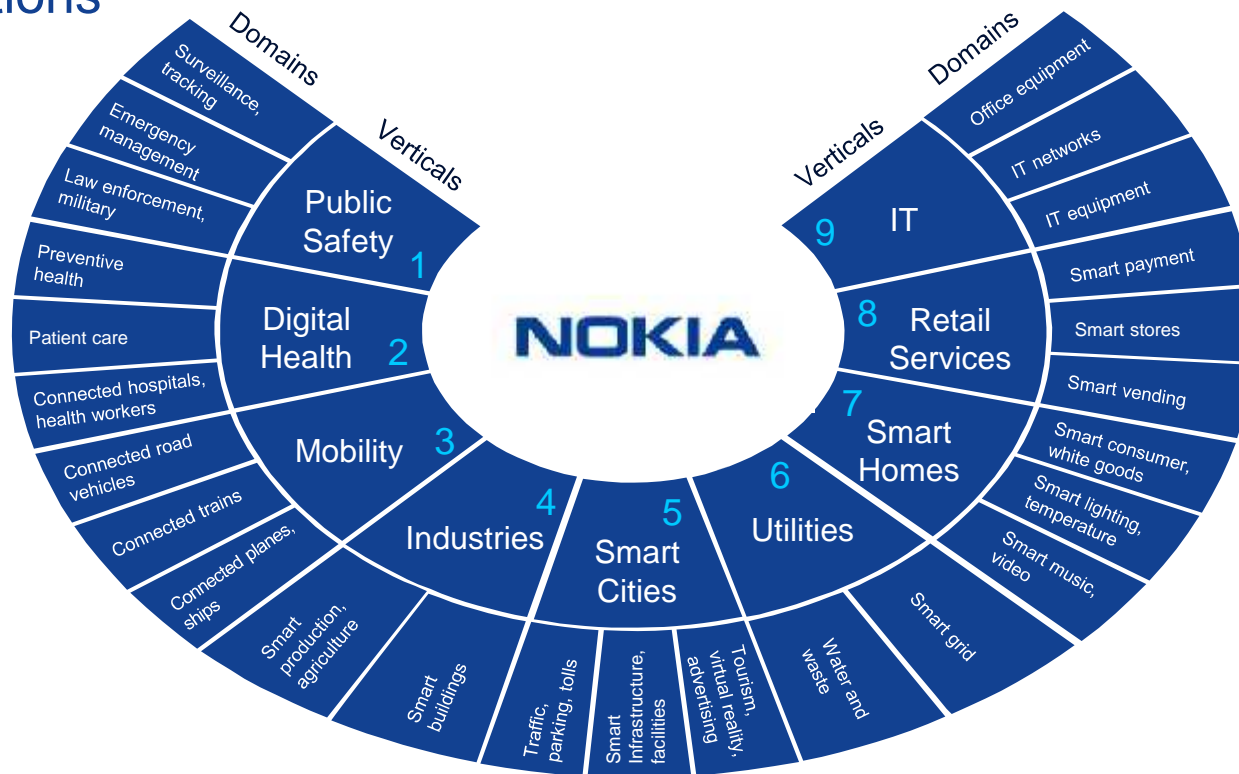 Domains
Verticals
Surveillance,
tracking
Emergency
management
Law enforcement,
military
Public
Safety
1
Preventive
health
Patient care
Connected hospitals,
health workers
Digital
Health
2
Connected road
vehicles
Connected trains
Connected planes,
ships
Mobility
3
Smart
production,
agriculture
Smart
buildings
Industries
4
Traffic,
parking, tolls
Smart
Infrastructure,
facilities
Tourism,
virtual reality,
advertising
Smart
Cities
5
Water and
waste
Smart grid
Utilities
6
Smart consumer,
white goods
Smart lighting,
temperature
Smart music,
video
Smart
Homes
7
Smart payment
Smart stores
Smart vending
Retail
Services
8
Office equipment
IT networks
IT equipment
IT
9
Verticals
Domains
NOKIA